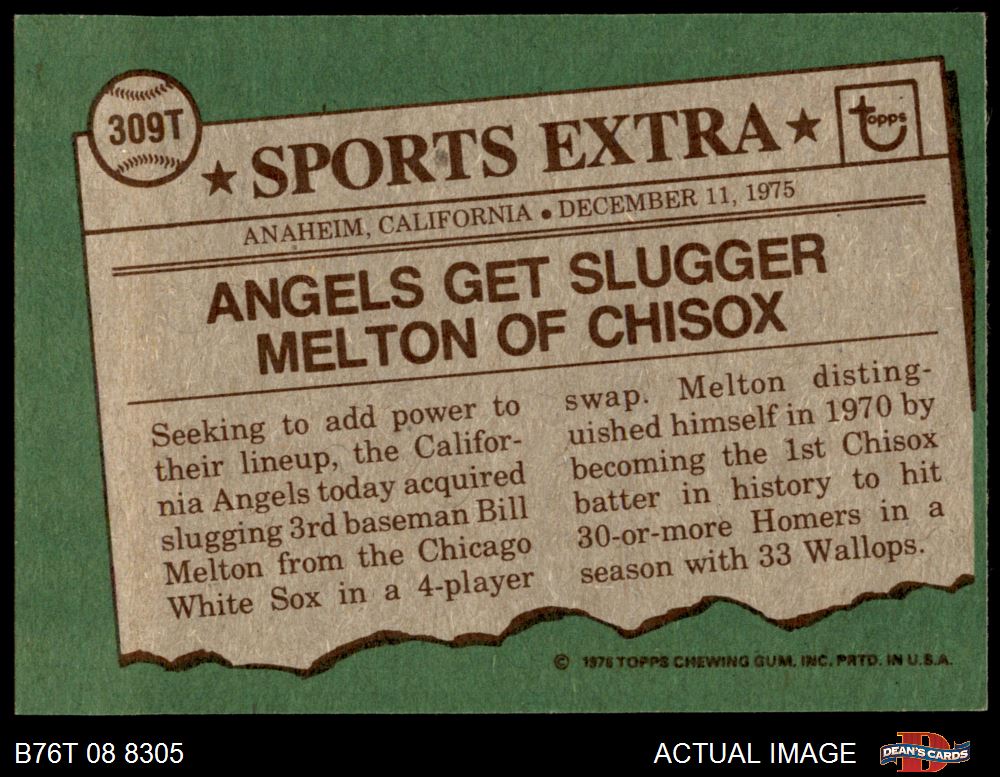 309T
★ SPORTS EXTRA ★
Topps
ANAHEIM, CALIFORNIA • DECEMBER 11, 1975
ANGELS GET SLUGGER
MELTON OF CHISOX
Seeking to add power to
their lineup, the Califor-
nia Angels today acquired
slugging 3rd baseman Bill
Melton from the Chicago
White Sox in a 4-player
swap. Melton disting-
uished himself in 1970 by
becoming the 1st Chisox
batter in history to hit
30-or-more Homers in a
season with 33 Wallops.
© 1976 TOPPS CHEWING GUM, INC. PRTD. IN U.S.A.
B76T 08 8305
ACTUAL IMAGE
D
DEAN'S CARDS